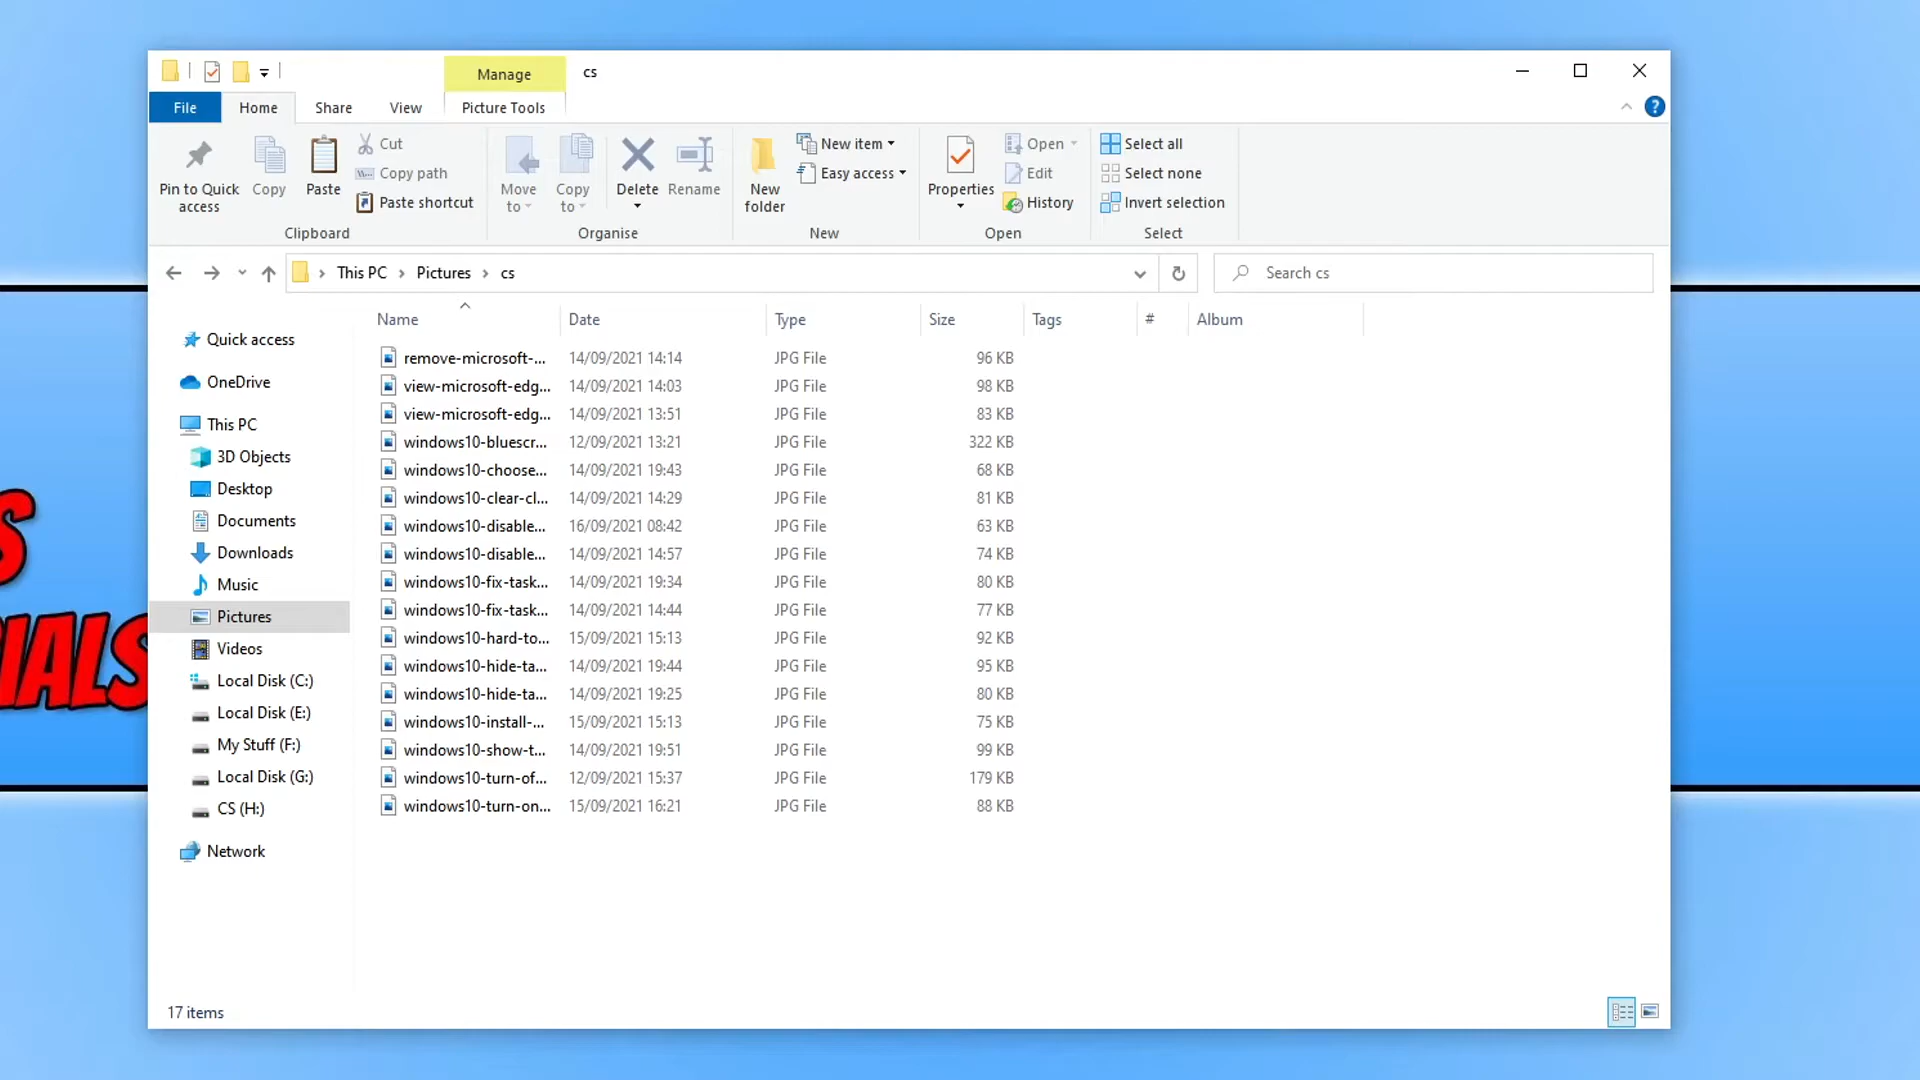 Manage
cs
File
Home
Share
View
Picture Tools
?
Pin to Quick access
Copy
Paste
Cut
Copy path
Paste shortcut
Clipboard
Move to
Copy to
Delete
Rename
Organise
New folder
New item
Easy access
New
Properties
Open
Edit
History
Open
Select all
Select none
Invert selection
Select
This PC
Pictures
cs
Search cs
Name Date Type Size Tags # Album
remove-microsoft-... 14/09/2021 14:14 JPG File 96 KB
view-microsoft-edg... 14/09/2021 14:03 JPG File 98 KB
view-microsoft-edg... 14/09/2021 13:51 JPG File 83 KB
windows10-bluescr... 12/09/2021 13:21 JPG File 322 KB
windows10-choose... 14/09/2021 19:43 JPG File 68 KB
windows10-clear-cl... 14/09/2021 14:29 JPG File 81 KB
windows10-disable... 16/09/2021 08:42 JPG File 63 KB
windows10-disable... 14/09/2021 14:57 JPG File 74 KB
windows10-fix-task... 14/09/2021 19:34 JPG File 80 KB
windows10-fix-task... 14/09/2021 14:44 JPG File 77 KB
windows10-hard-to... 15/09/2021 15:13 JPG File 92 KB
windows10-hide-ta... 14/09/2021 19:44 JPG File 95 KB
windows10-hide-ta... 14/09/2021 19:25 JPG File 80 KB
windows10-install-... 15/09/2021 15:13 JPG File 75 KB
windows10-show-t... 14/09/2021 19:51 JPG File 99 KB
windows10-turn-of... 12/09/2021 15:37 JPG File 179 KB
windows10-turn-on... 15/09/2021 16:21 JPG File 88 KB
Quick access
OneDrive
This PC
3D Objects
Desktop
Documents
Downloads
Music
Pictures
Videos
Local Disk (C:)
Local Disk (E:)
My Stuff (F:)
Local Disk (G:)
CS (H:)
Network
17 items
S
IALS